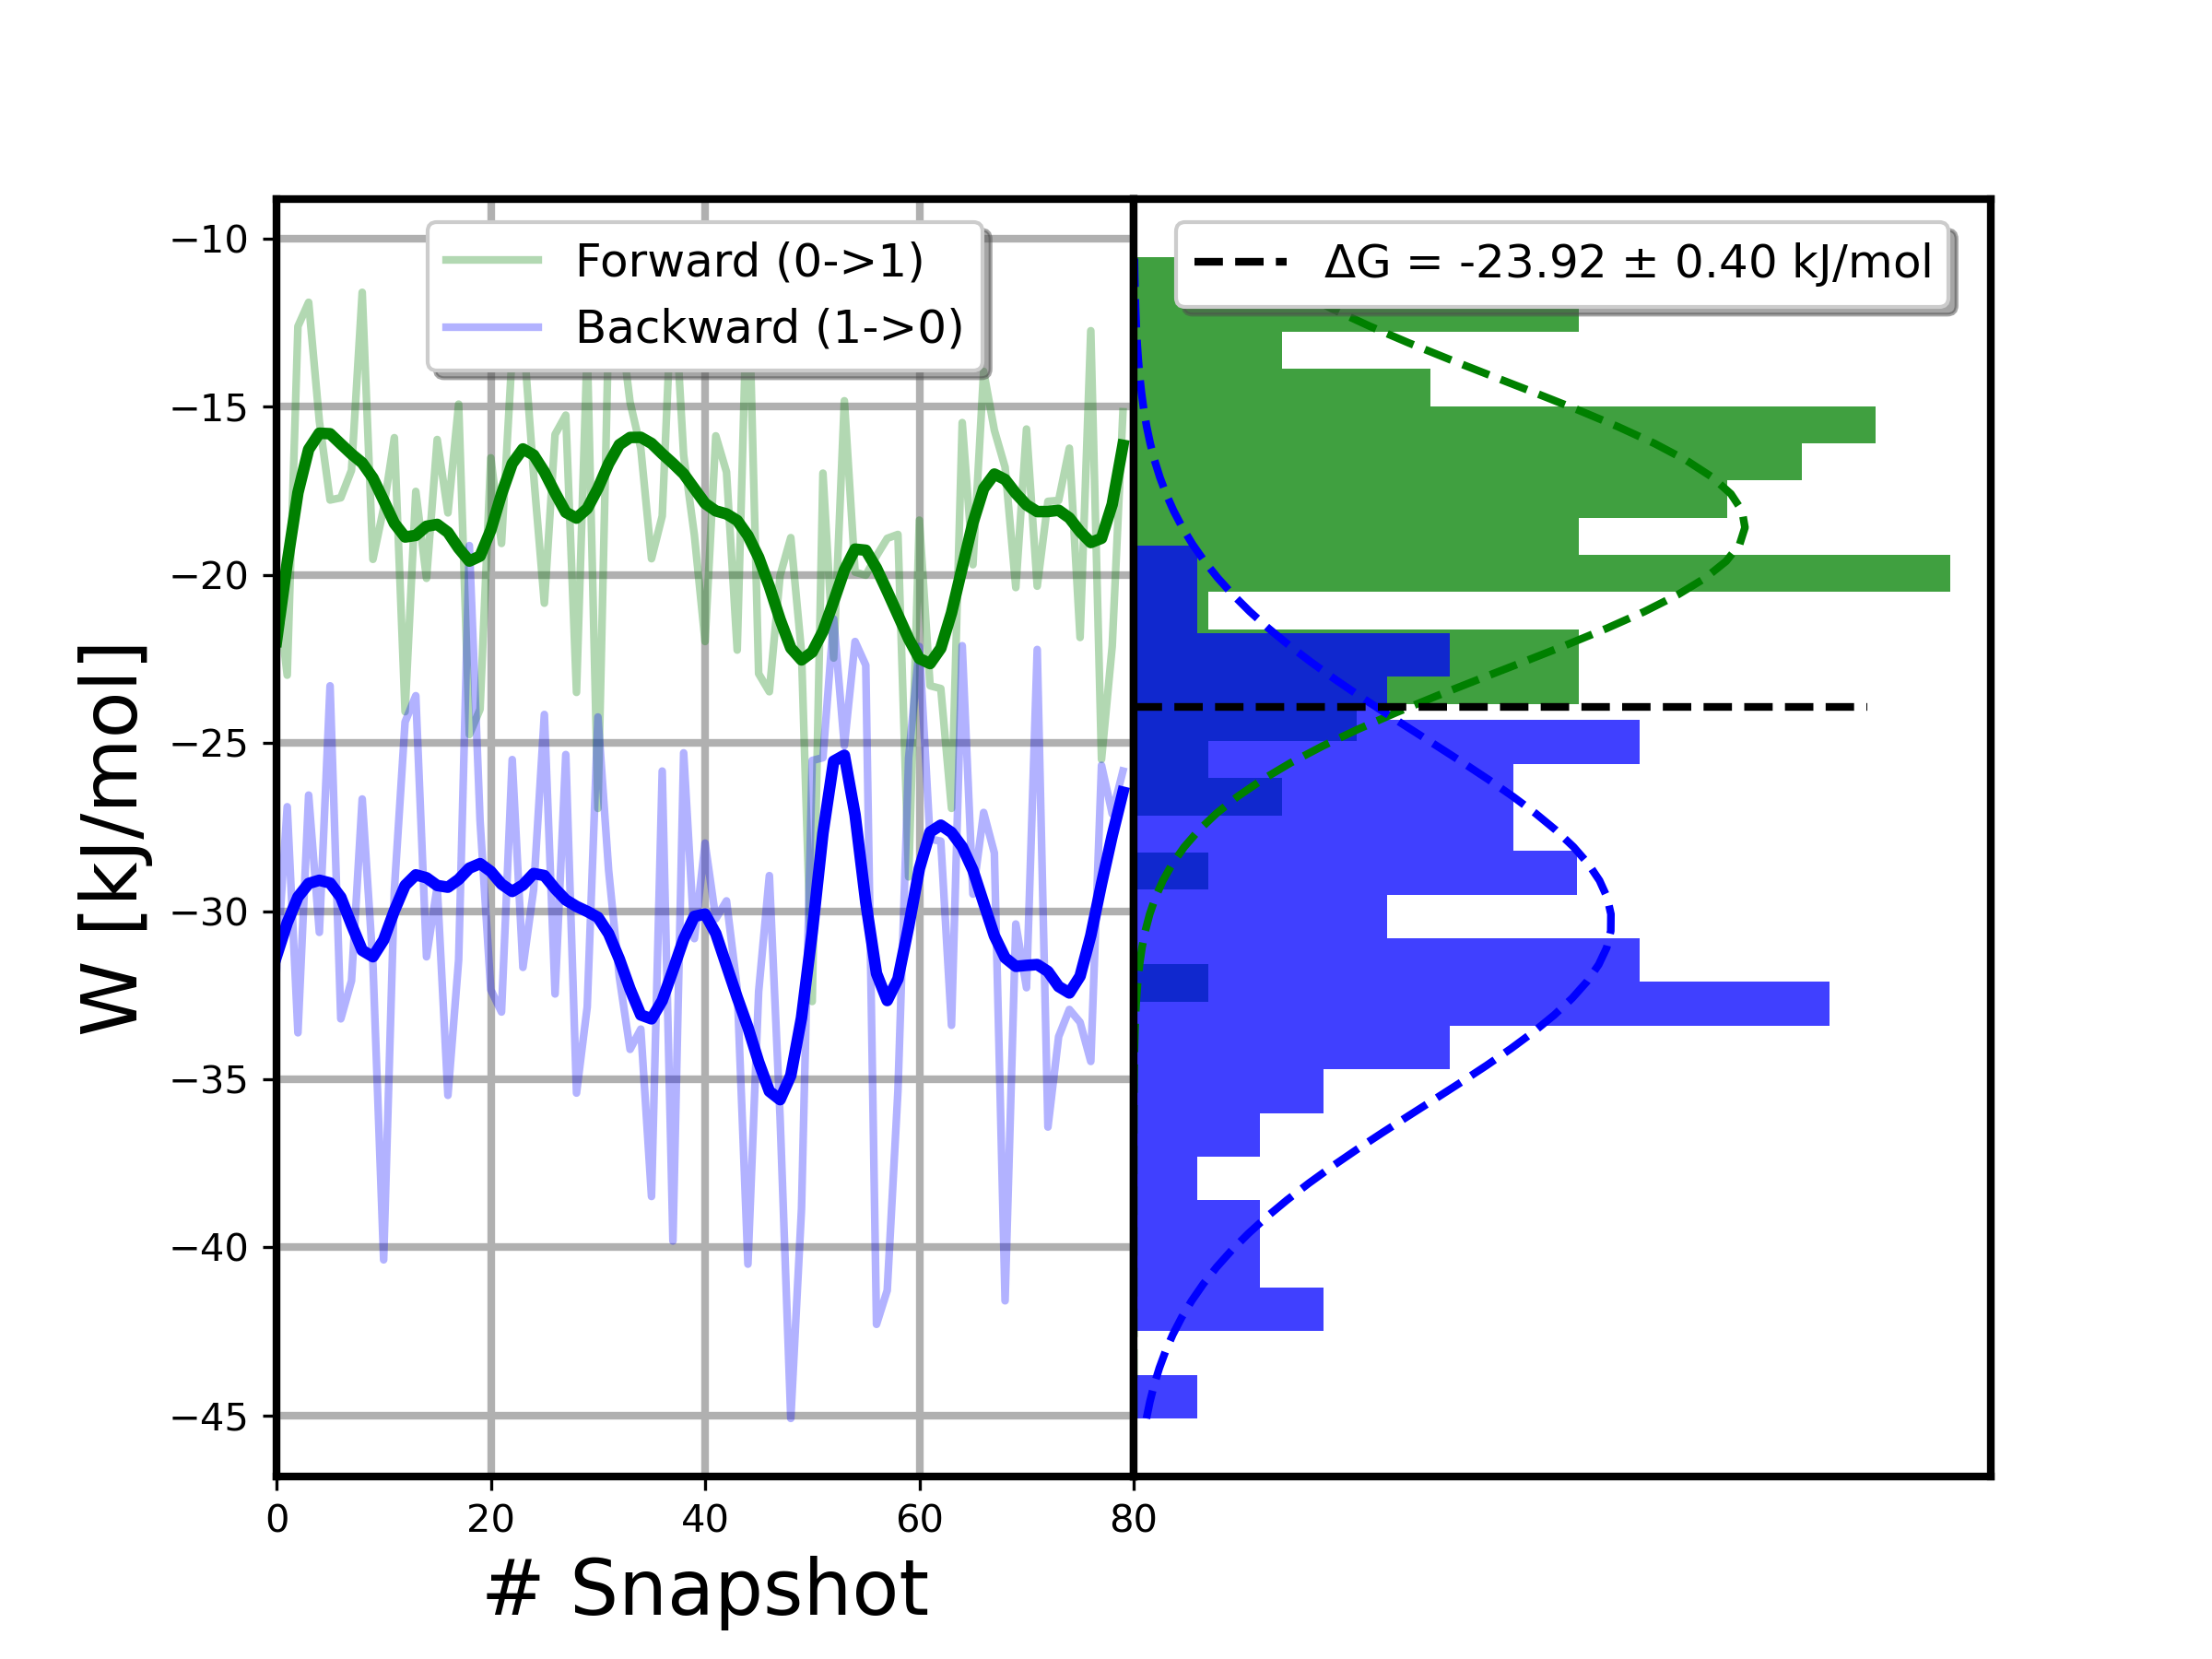 Forward (0->1)
Backward (1->0)
ΔG = -23.92 ± 0.40 kJ/mol
W [kJ/mol]
−10
−15
−20
−25
−30
−35
−40
−45
0 20 40 60 80
# Snapshot